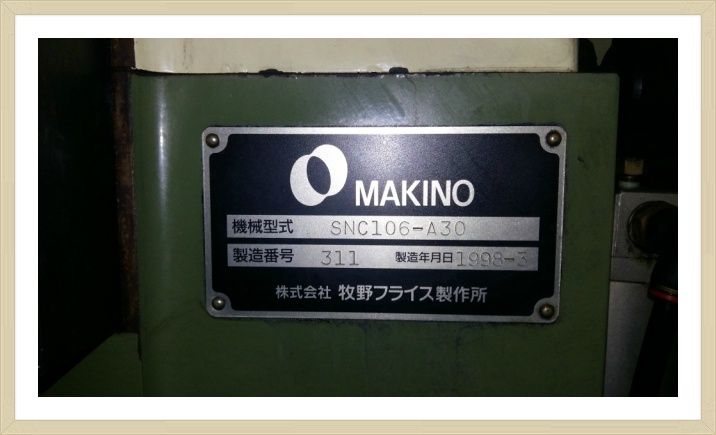 MAKINO
機械型式 SNC106-A30
製造番号 311 製造年月日 1998-3
株式会社 牧野フライス製作所